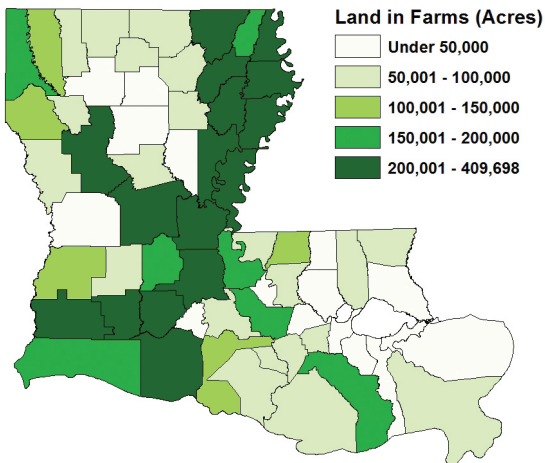 Land in Farms (Acres)
Under 50,000
50,001 - 100,000
100,001 - 150,000
150,001 - 200,000
200,001 - 409,698